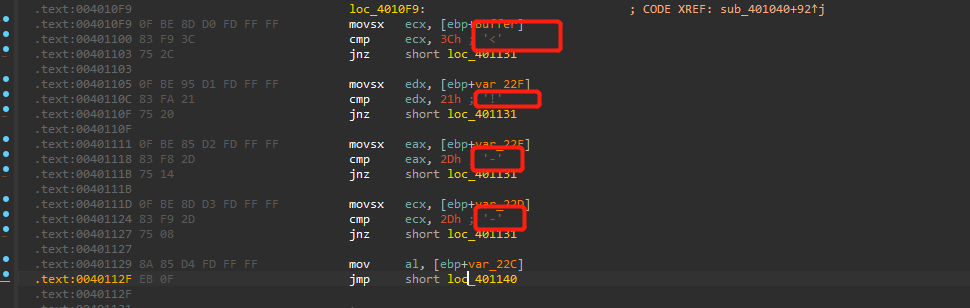 .text:004010F9 loc_4010F9: ; CODE XREF: sub_401040+92↑j
.text:004010F9 0F BE 8D D0 FD FF FF movsx ecx, [ebp+Buffer]
.text:00401100 83 F9 3C cmp ecx, 3Ch ; '<'
.text:00401103 75 2C jnz short loc_401131
.text:00401103
.text:00401105 0F BE 95 D1 FD FF FF movsx edx, [ebp+var_22F]
.text:0040110C 83 FA 21 cmp edx, 21h ; '!'
.text:0040110F 75 20 jnz short loc_401131
.text:0040110F
.text:00401111 0F BE 85 D2 FD FF FF movsx eax, [ebp+var_22E]
.text:00401118 83 F8 2D cmp eax, 2Dh ; '-'
.text:0040111B 75 14 jnz short loc_401131
.text:0040111B
.text:0040111D 0F BE 8D D3 FD FF FF movsx ecx, [ebp+var_22D]
.text:00401124 83 F9 2D cmp ecx, 2Dh ; '-'
.text:00401127 75 08 jnz short loc_401131
.text:00401127
.text:00401129 8A 85 D4 FD FF FF mov al, [ebp+var_22C]
.text:0040112F EB 0F jmp short loc_401140
.text:0040112F